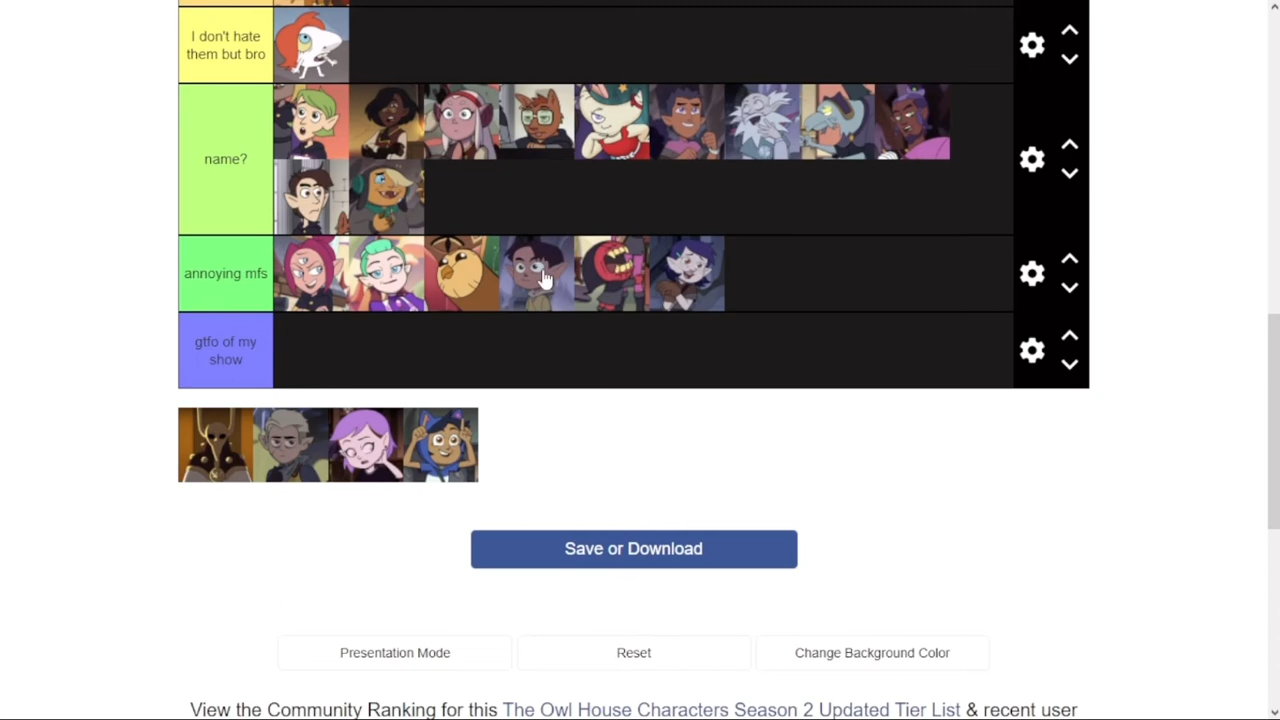 I don't hate
them but bro
name?
annoying mfs
gtfo of my
show
Save or Download
Presentation Mode
Reset
Change Background Color
View the Community Ranking for this The Owl House Characters Season 2 Updated Tier List & recent user